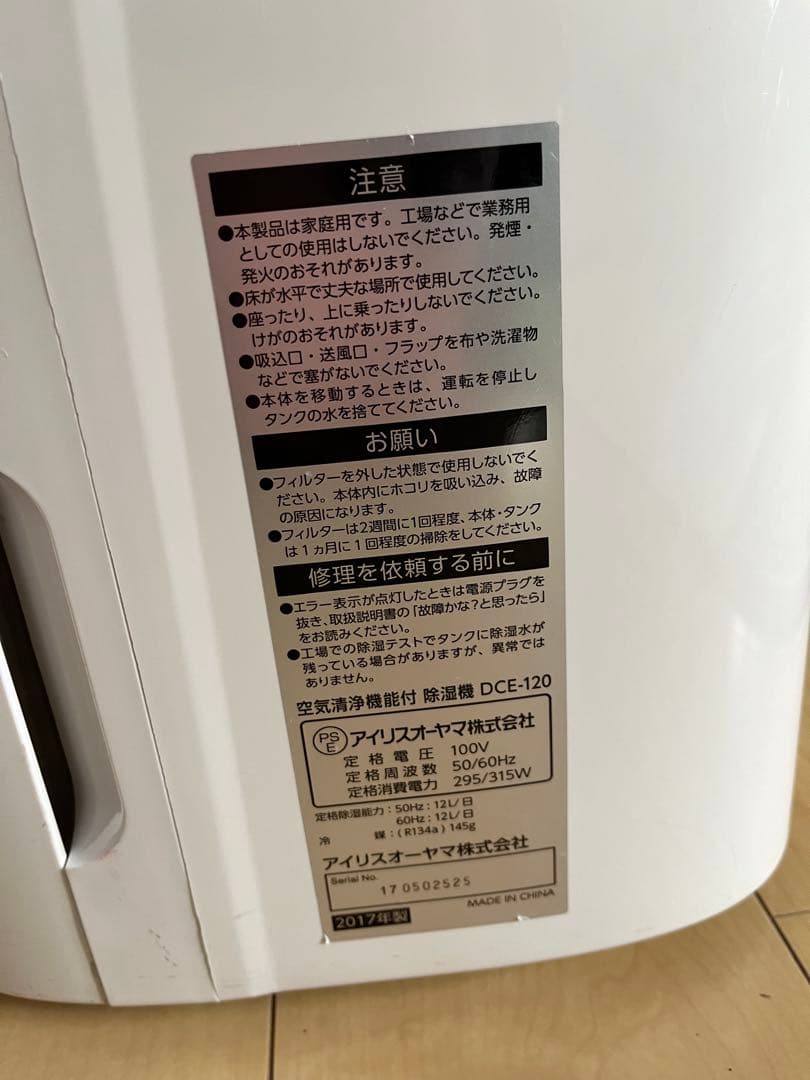 注意
●本製品は家庭用です。工場などで業務用
としての使用はしないでください。発煙・
発火のおそれがあります。
●床が水平で丈夫な場所で使用してください。
●座ったり、上に乗ったりしないでください。
けがのおそれがあります。
●吸込口・送風口・フラップを布や洗濯物
などで塞がないでください。
●本体を移動するときは、運転を停止し
タンクの水を捨ててください。
お願い
●フィルターを外した状態で使用しないでく
ださい。本体内にホコリを吸い込み、故障
の原因になります。
●フィルターは2週間に1回程度、本体・タンク
は1ヵ月に1回程度の掃除をしてください。
修理を依頼する前に
●エラー表示が点灯したときは電源プラグを
抜き、取扱説明書の「故障かな?と思ったら」
をお読みください。
●工場での除湿テストでタンクに除湿水が
残っている場合がありますが、異常では
ありません。
空気清浄機能付 除湿機 DCE-120
PSE アイリスオーヤマ株式会社
定格電圧 100V
定格周波数 50/60Hz
定格消費電力 295/315W
定格除湿能力:50Hz:12L/日
60Hz:12L/日
冷媒:(R134a) 145g
アイリスオーヤマ株式会社
Serial No.
170502525
2017年製 MADE IN CHINA